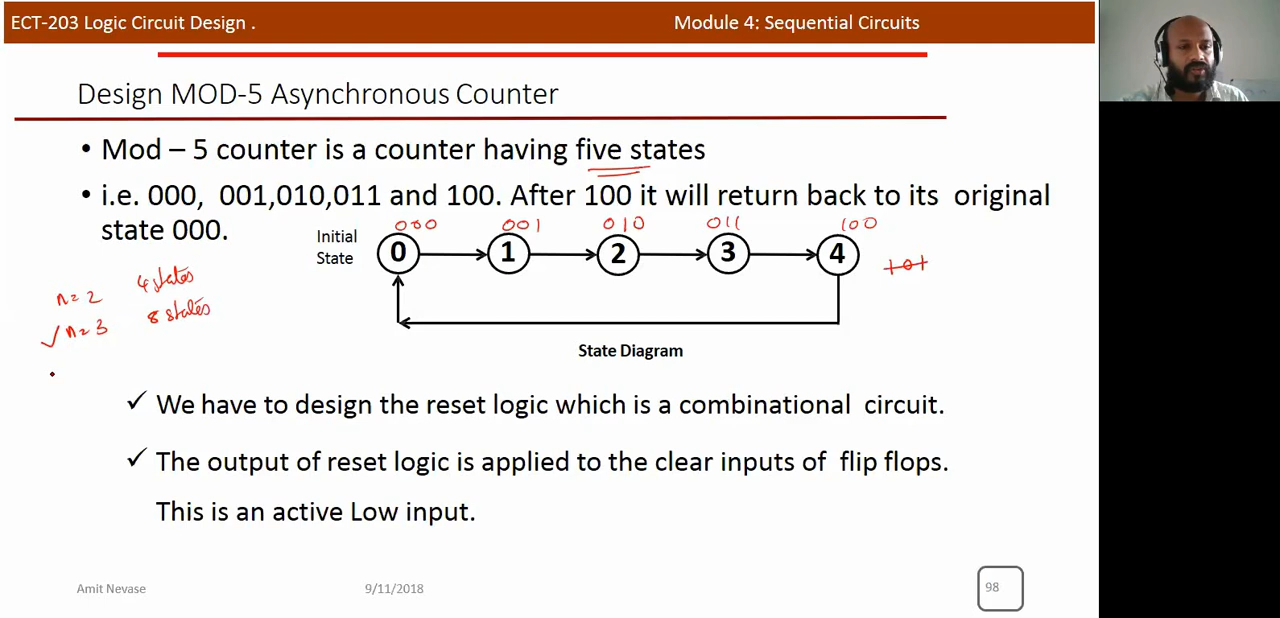 ECT-203 Logic Circuit Design .
Module 4: Sequential Circuits
Design MOD-5 Asynchronous Counter
• Mod – 5 counter is a counter having five states
• i.e. 000, 001,010,011 and 100. After 100 it will return back to its original
state 000.
000 001 010 011 100
Initial
State
0 1 2 3 4
101
n=2 4 states
✓ n=3 8 states
State Diagram
✓ We have to design the reset logic which is a combinational circuit.
✓ The output of reset logic is applied to the clear inputs of flip flops.
This is an active Low input.
Amit Nevase
9/11/2018
98